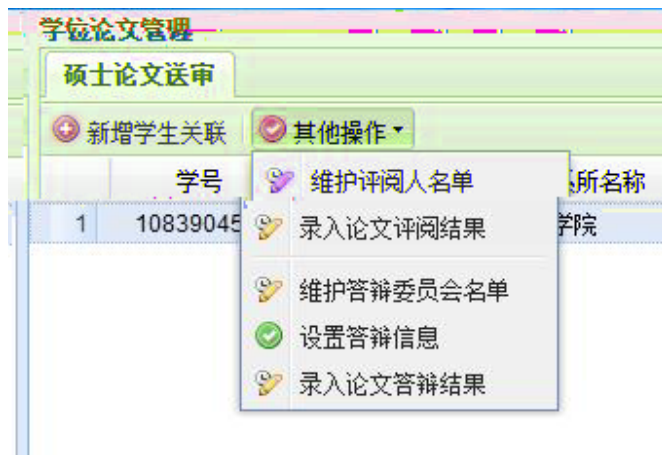 学位论文管理
硕士论文送审
新增学生关联 其他操作
学号 所名称
维护评阅人名单
1 10839045 学院
录入论文评阅结果
维护答辩委员会名单
设置答辩信息
录入论文答辩结果